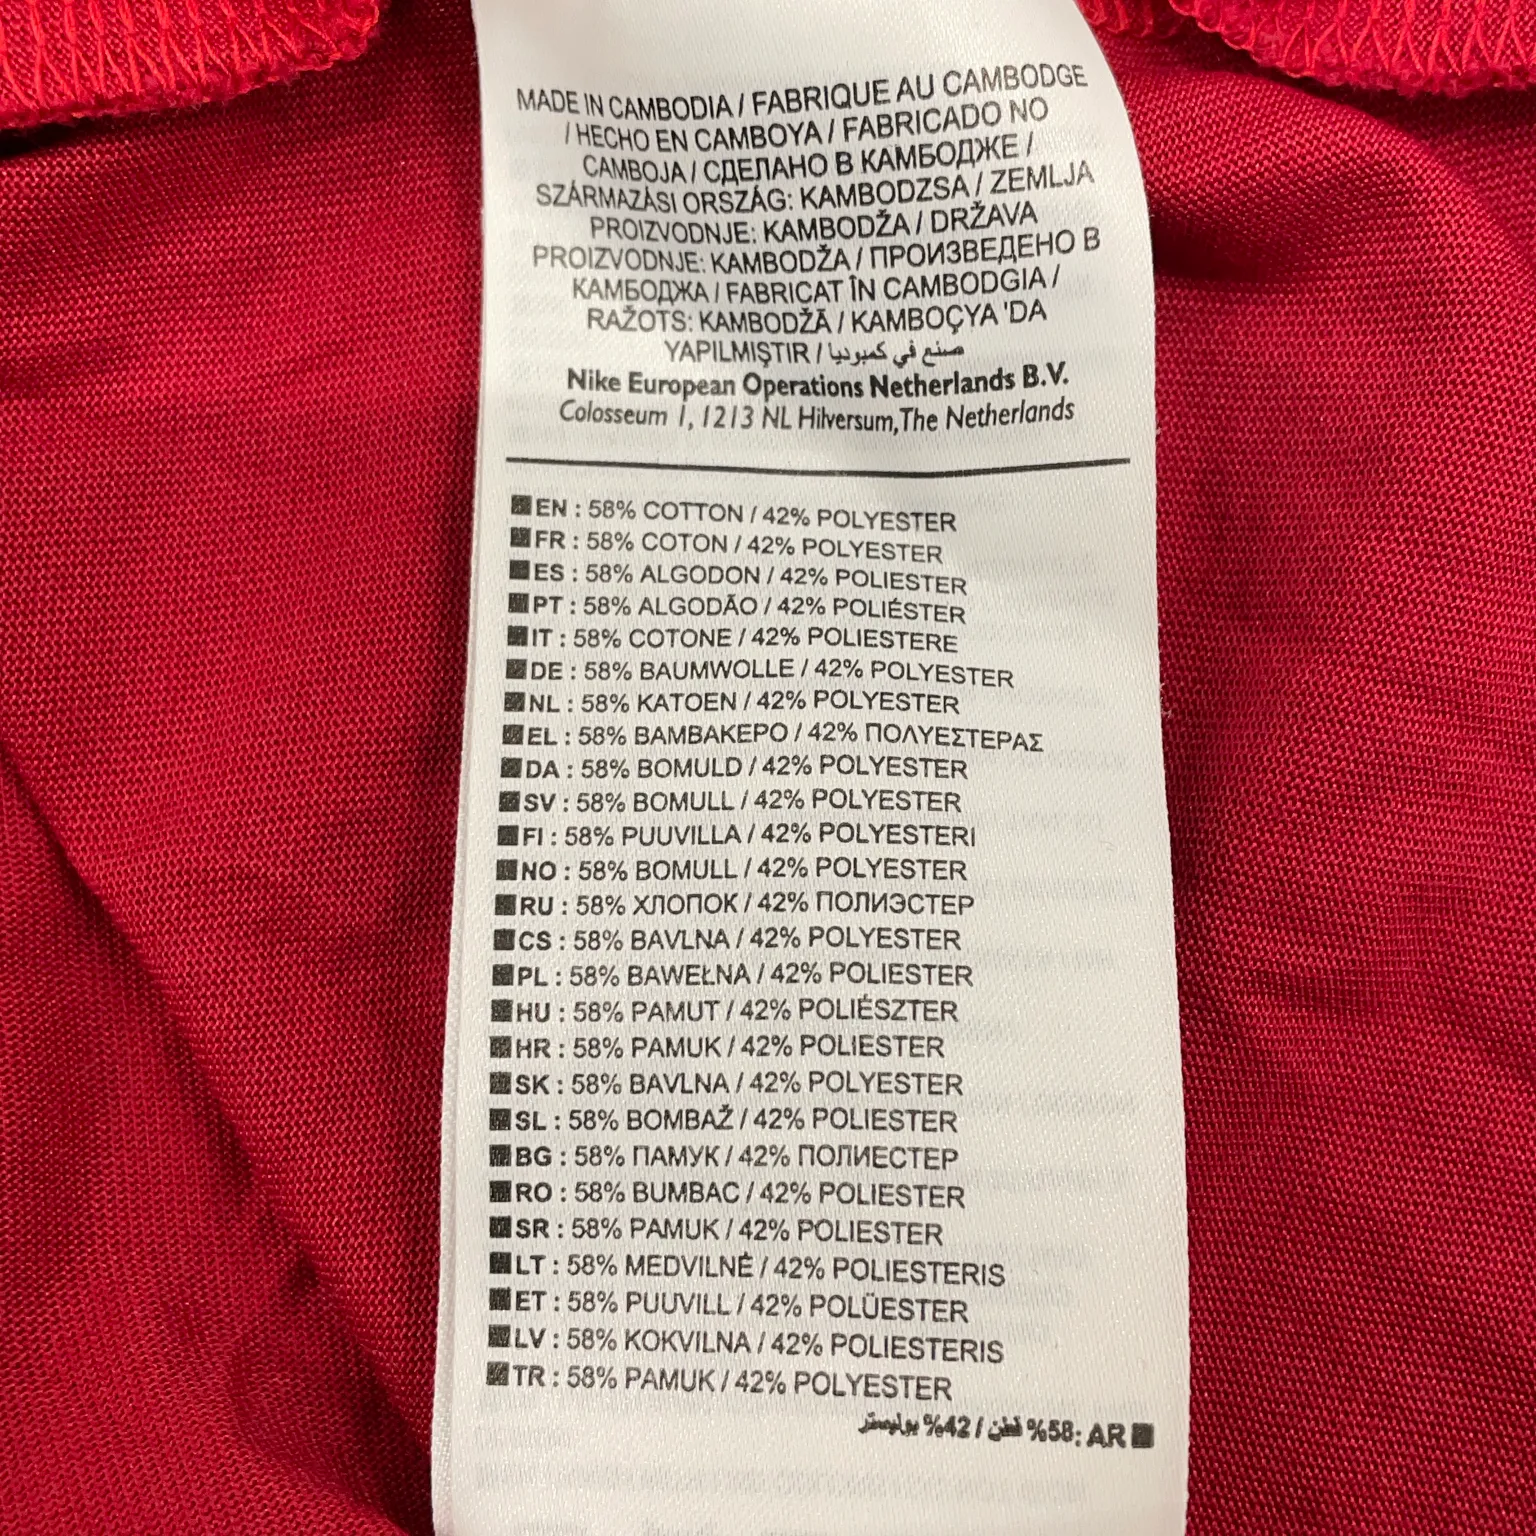 MADE IN CAMBODIA / FABRIQUE AU CAMBODGE
/ HECHO EN CAMBOYA / FABRICADO NO
CAMBOJA / СДЕЛАНО В КАМБОДЖЕ /
SZÁRMAZÁSI ORSZÁG: KAMBODZSA / ZEMLJA
PROIZVODNJE: KAMBODŽA / DRŽAVA
PROIZVODNJE: KAMBODŽA / ПРОИЗВЕДЕНО В
КАМБОДЖА / FABRICAT ÎN CAMBODGIA /
RAŽOTS: KAMBODŽĀ / KAMBOÇYA 'DA
YAPILMIŞTIR / صنع في كمبوديا
Nike European Operations Netherlands B.V.
Colosseum 1, 1213 NL Hilversum, The Netherlands
EN : 58% COTTON / 42% POLYESTER
FR : 58% COTON / 42% POLYESTER
ES : 58% ALGODON / 42% POLIESTER
PT : 58% ALGODÃO / 42% POLIÉSTER
IT : 58% COTONE / 42% POLIESTERE
DE : 58% BAUMWOLLE / 42% POLYESTER
NL : 58% KATOEN / 42% POLYESTER
EL : 58% ΒΑΜΒΑΚΕΡΟ / 42% ΠΟΛΥΕΣΤΕΡΑΣ
DA : 58% BOMULD / 42% POLYESTER
SV : 58% BOMULL / 42% POLYESTER
FI : 58% PUUVILLA / 42% POLYESTERI
NO : 58% BOMULL / 42% POLYESTER
RU : 58% ХЛОПОК / 42% ПОЛИЭСТЕР
CS : 58% BAVLNA / 42% POLYESTER
PL : 58% BAWEŁNA / 42% POLIESTER
HU : 58% PAMUT / 42% POLIÉSZTER
HR : 58% PAMUK / 42% POLIESTER
SK : 58% BAVLNA / 42% POLYESTER
SL : 58% BOMBAŽ / 42% POLIESTER
BG : 58% ПАМУК / 42% ПОЛИЕСТЕР
RO : 58% BUMBAC / 42% POLIESTER
SR : 58% PAMUK / 42% POLIESTER
LT : 58% MEDVILNĖ / 42% POLIESTERIS
ET : 58% PUUVILL / 42% POLÜESTER
LV : 58% KOKVILNA / 42% POLIESTERIS
TR : 58% PAMUK / 42% POLYESTER
AR :58% قطن / 42% بوليستر